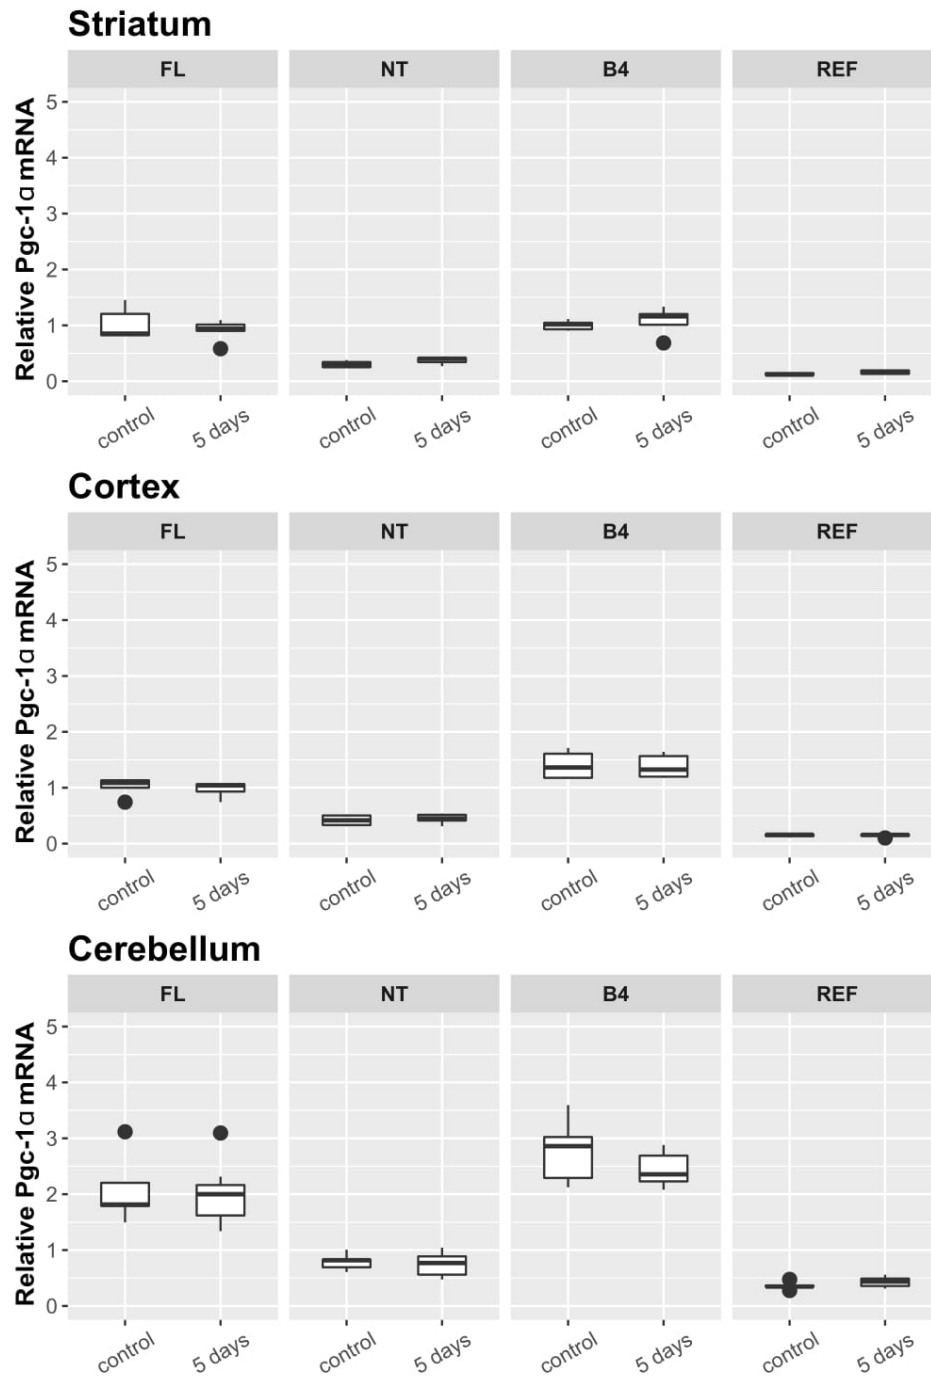 Striatum
FL NT B4 REF
Relative Pgc-1α mRNA
5
4
3
2
1
0
control 5 days control 5 days control 5 days control 5 days
Cortex
FL NT B4 REF
Relative Pgc-1α mRNA
5
4
3
2
1
0
control 5 days control 5 days control 5 days control 5 days
Cerebellum
FL NT B4 REF
Relative Pgc-1α mRNA
5
4
3
2
1
0
control 5 days control 5 days control 5 days control 5 days